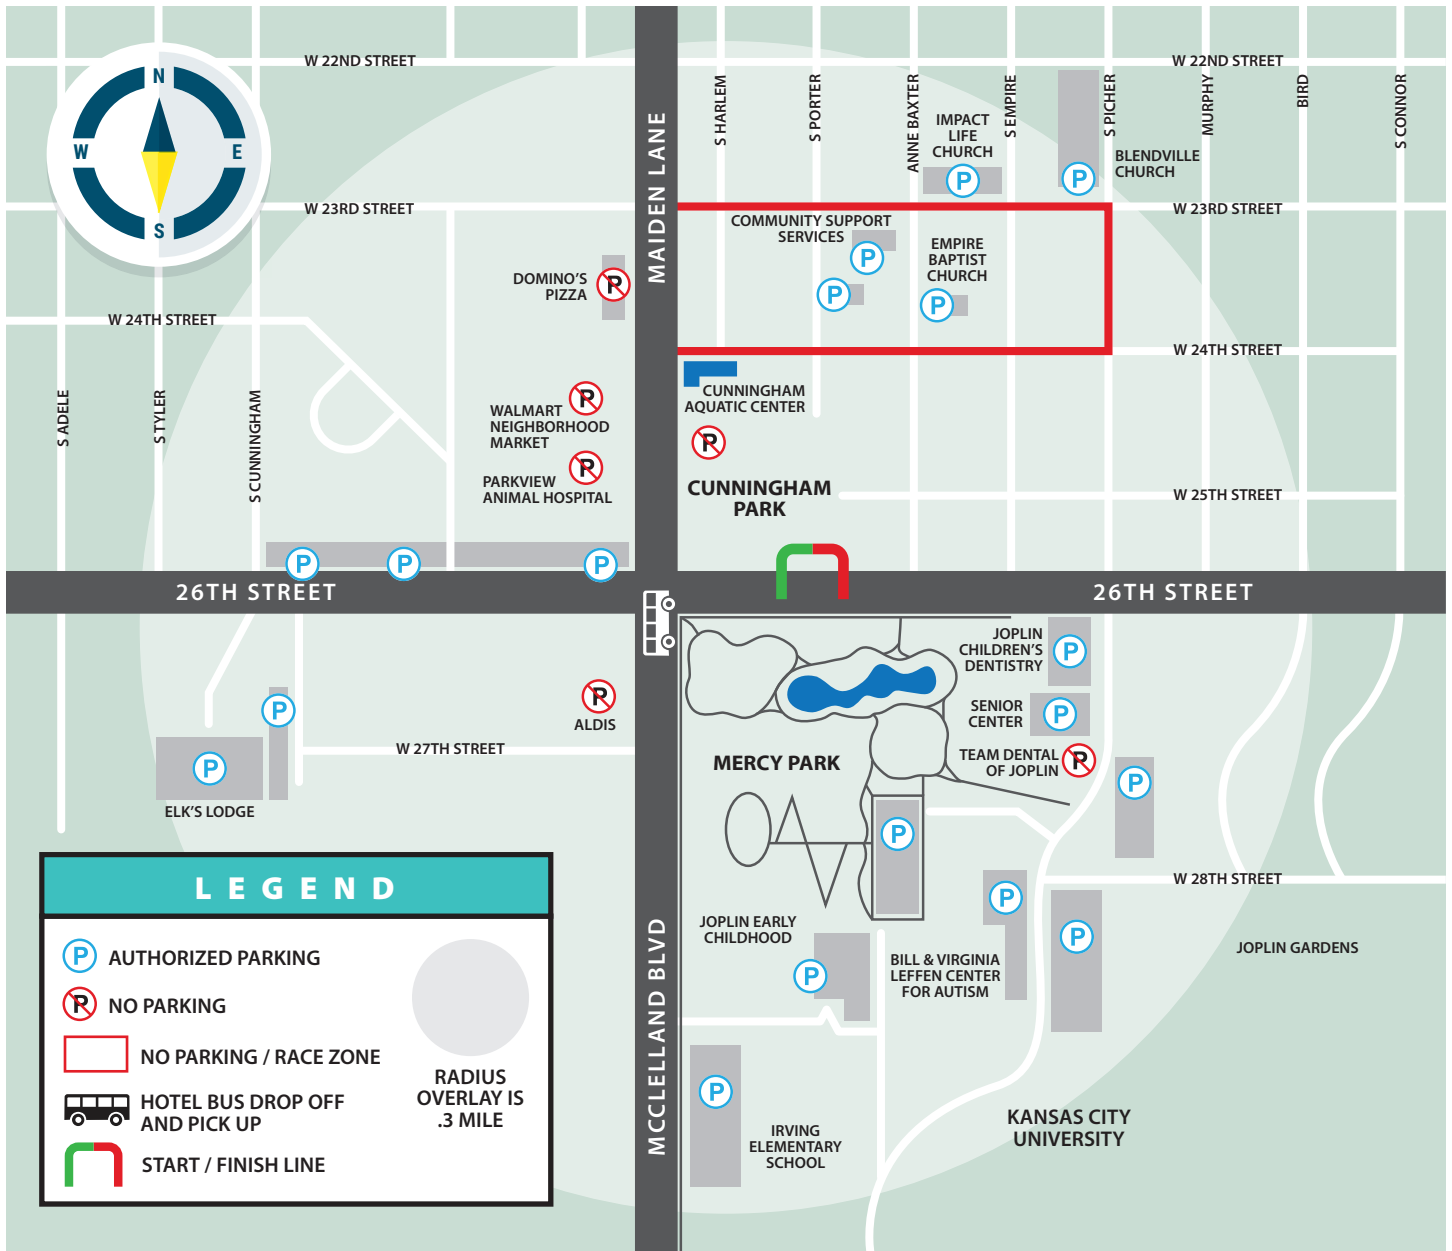 W 22ND STREET
W 22ND STREET
N
W
E
S
S HARLEM
S PORTER
ANNE BAXTER
S EMPIRE
S PICHER
MURPHY
BIRD
S CONNOR
IMPACT
LIFE
CHURCH
P
P
BLENDVILLE
CHURCH
MAIDEN LANE
W 23RD STREET
W 23RD STREET
COMMUNITY SUPPORT
SERVICES
P
P
EMPIRE
BAPTIST
CHURCH
P
DOMINO'S
PIZZA
P
W 24TH STREET
W 24TH STREET
S ADELE
S TYLER
S CUNNINGHAM
CUNNINGHAM
AQUATIC CENTER
P
WALMART
NEIGHBORHOOD
MARKET
P
PARKVIEW
ANIMAL HOSPITAL
P
CUNNINGHAM
PARK
W 25TH STREET
P
P
P
26TH STREET
26TH STREET
JOPLIN
CHILDREN'S
DENTISTRY
P
SENIOR
CENTER
P
TEAM DENTAL
OF JOPLIN
P
P
P
ALDIS
W 27TH STREET
P
P
ELK'S LODGE
MERCY PARK
P
W 28TH STREET
P
P
JOPLIN EARLY
CHILDHOOD
P
BILL & VIRGINIA
LEFFEN CENTER
FOR AUTISM
JOPLIN GARDENS
MCCLELLAND BLVD
P
IRVING
ELEMENTARY
SCHOOL
KANSAS CITY
UNIVERSITY
LEGEND
P AUTHORIZED PARKING
P NO PARKING
NO PARKING / RACE ZONE
HOTEL BUS DROP OFF
AND PICK UP
START / FINISH LINE
RADIUS
OVERLAY IS
.3 MILE